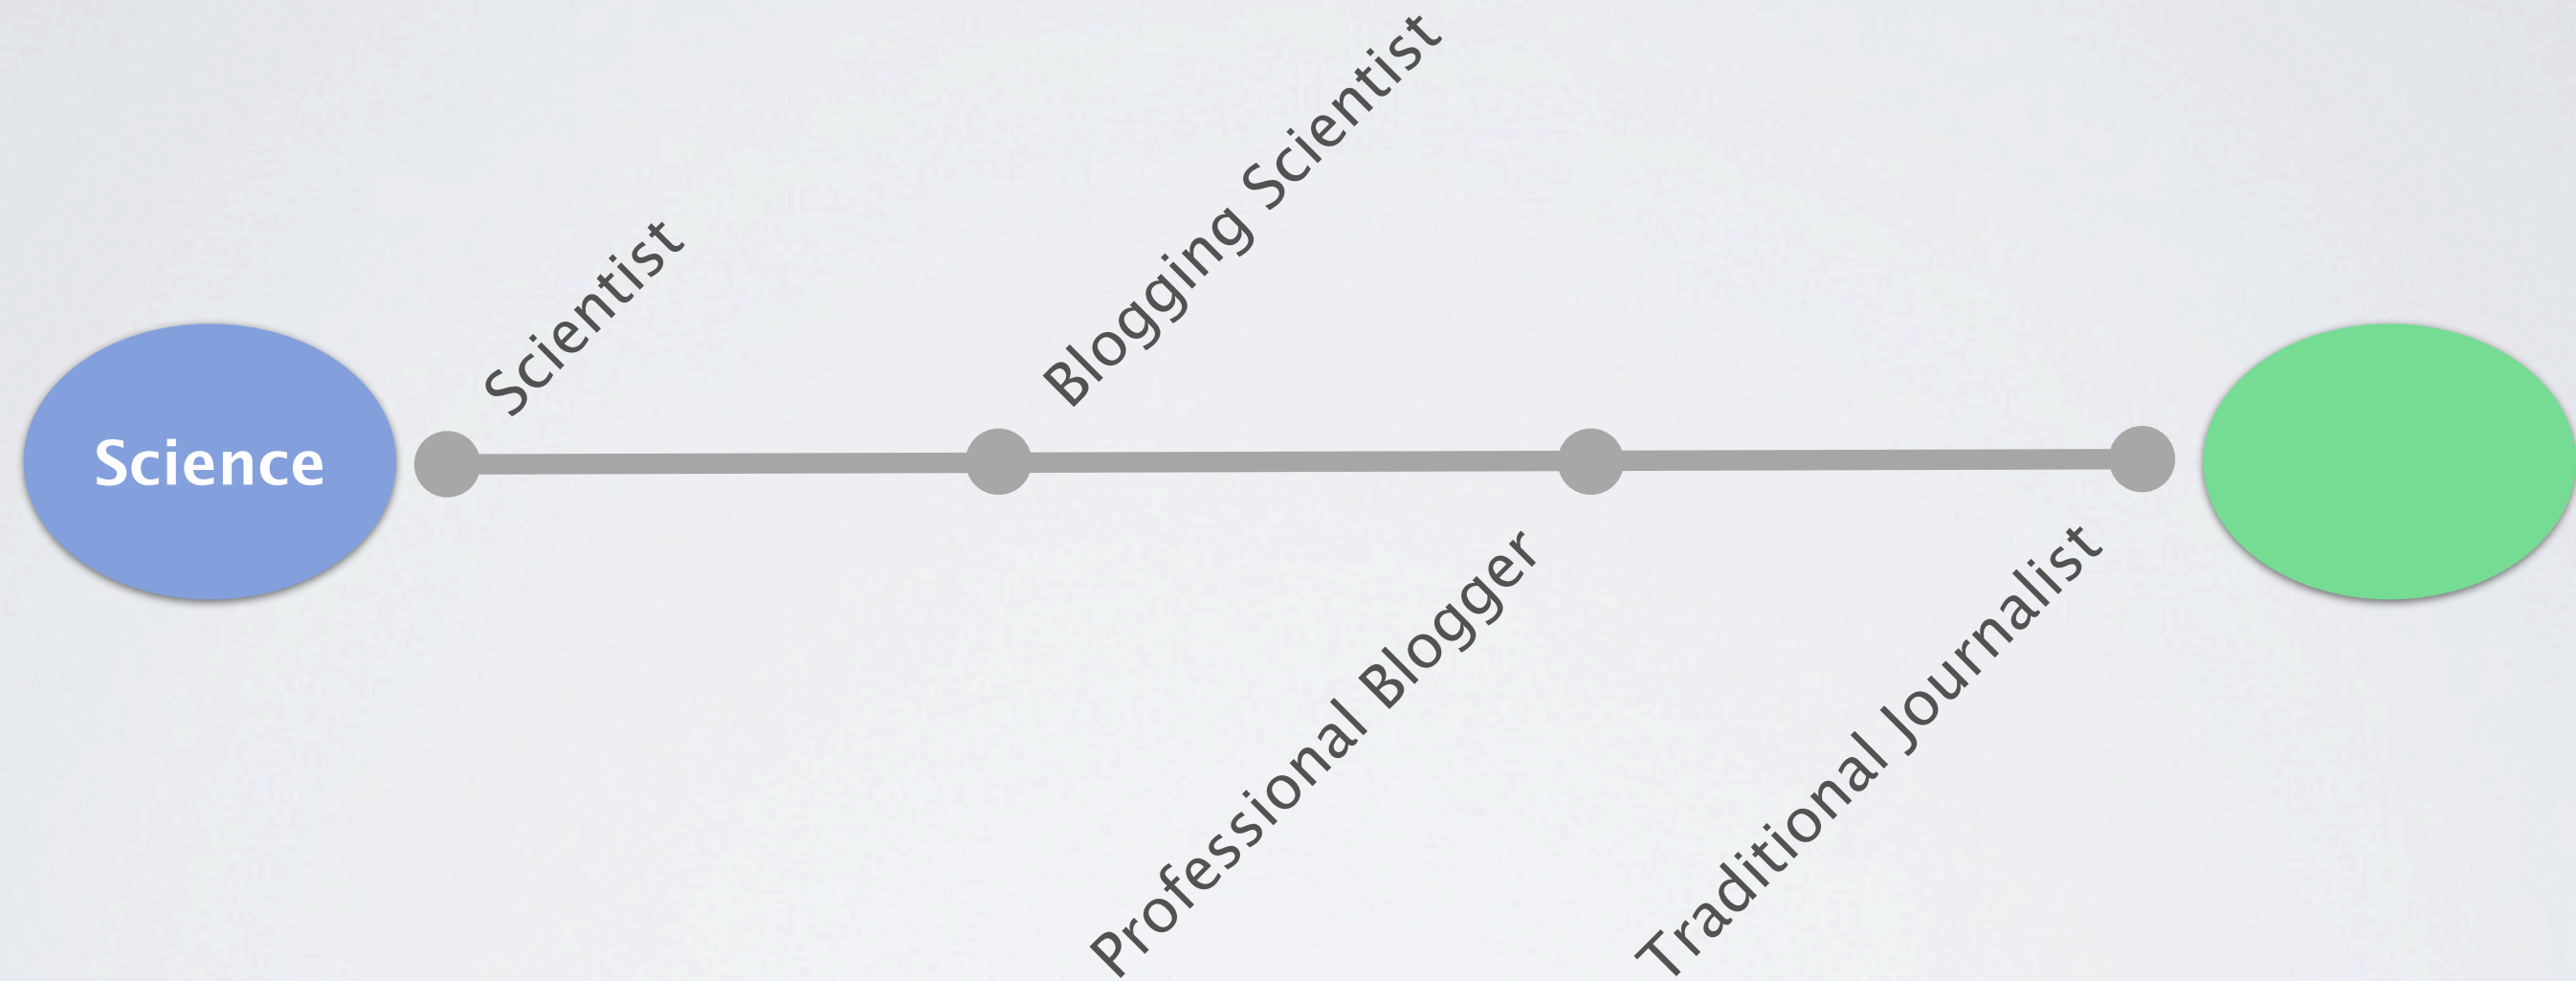 Science
Scientist
Blogging Scientist
Professional Blogger
Traditional Journalist